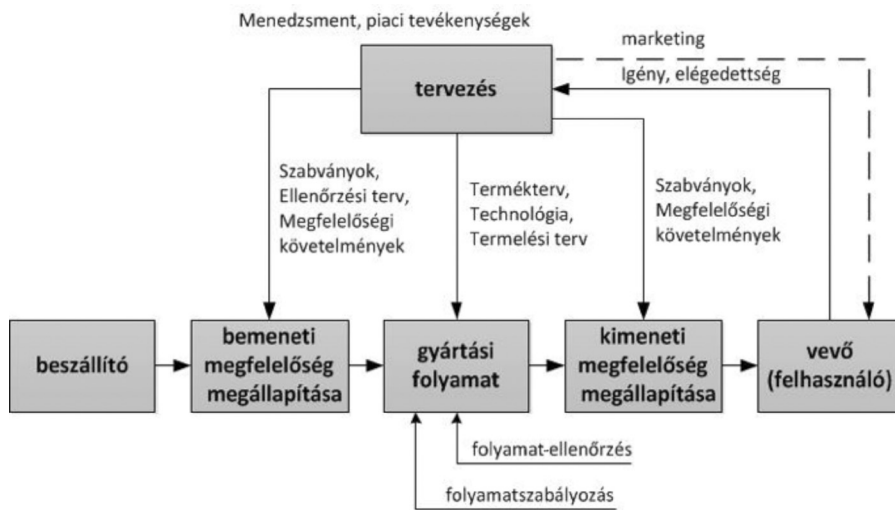 Menedzsment, piaci tevékenységek
marketing
Igény, elégedettség
tervezés
Szabványok,
Ellenőrzési terv,
Megfelelőségi
követelmények
Termékterv,
Technológia,
Termelési terv
Szabványok,
Megfelelőségi
követelmények
beszállító
bemeneti
megfelelőség
megállapítása
gyártási
folyamat
kimeneti
megfelelőség
megállapítása
vevő
(felhasználó)
folyamat-ellenőrzés
folyamatszabályozás